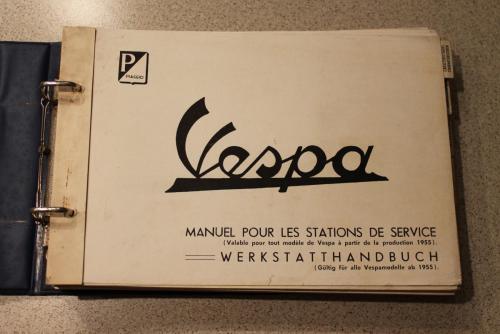 P
PIAGGIO
Vespa
MANUEL POUR LES STATIONS DE SERVICE
(Valable pour tout modèle de Vespa à partir de la production 1955).
WERKSTATTHANDBUCH
(Gültig für alle Vespamodelle ab 1955).